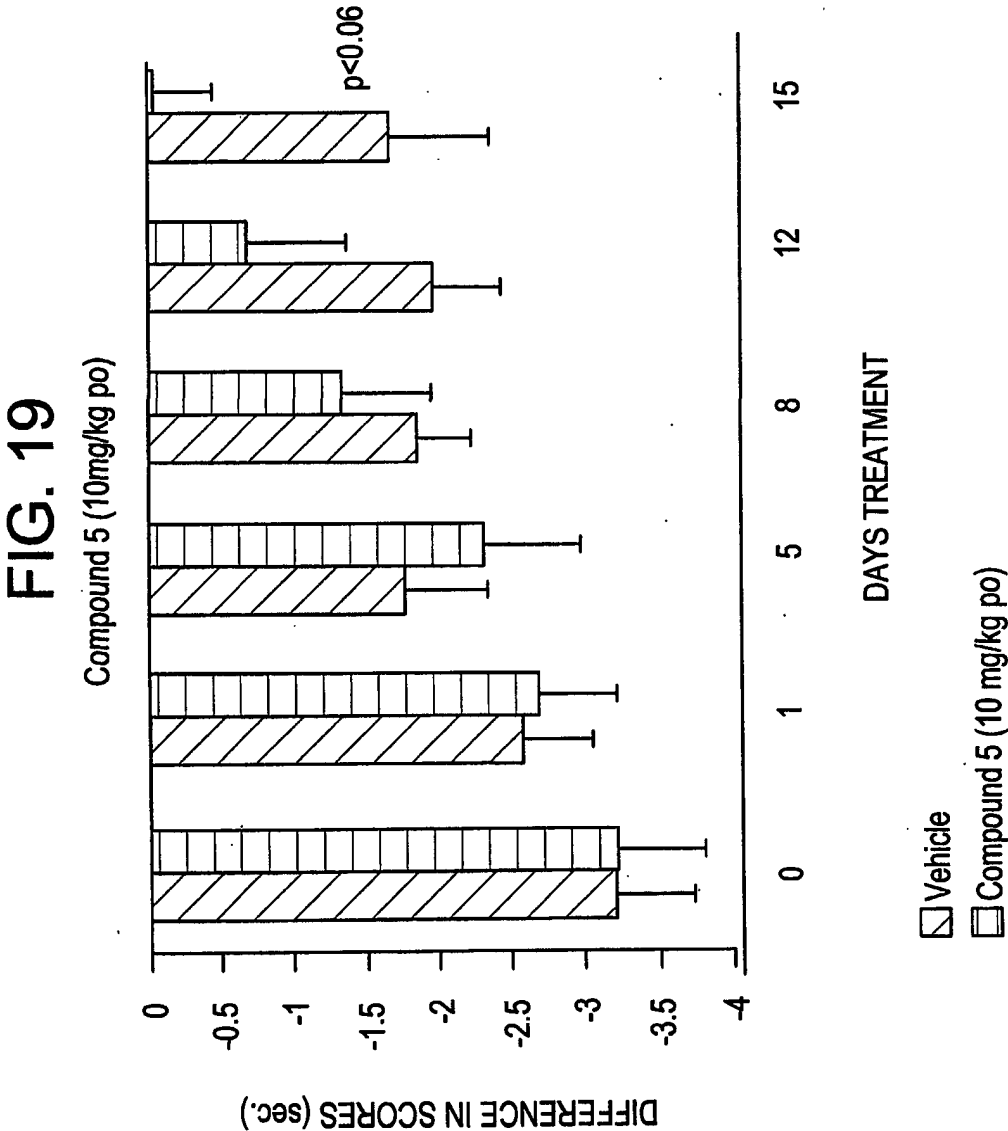 FIG. 19
Compound 5 (10mg/kg po)
DIFFERENCE IN SCORES (sec.)
0
-0.5
-1
-1.5
-2
-2.5
-3
-3.5
-4
p<0.06
0
1
5
8
12
15
DAYS TREATMENT
Vehicle
Compound 5 (10 mg/kg po)